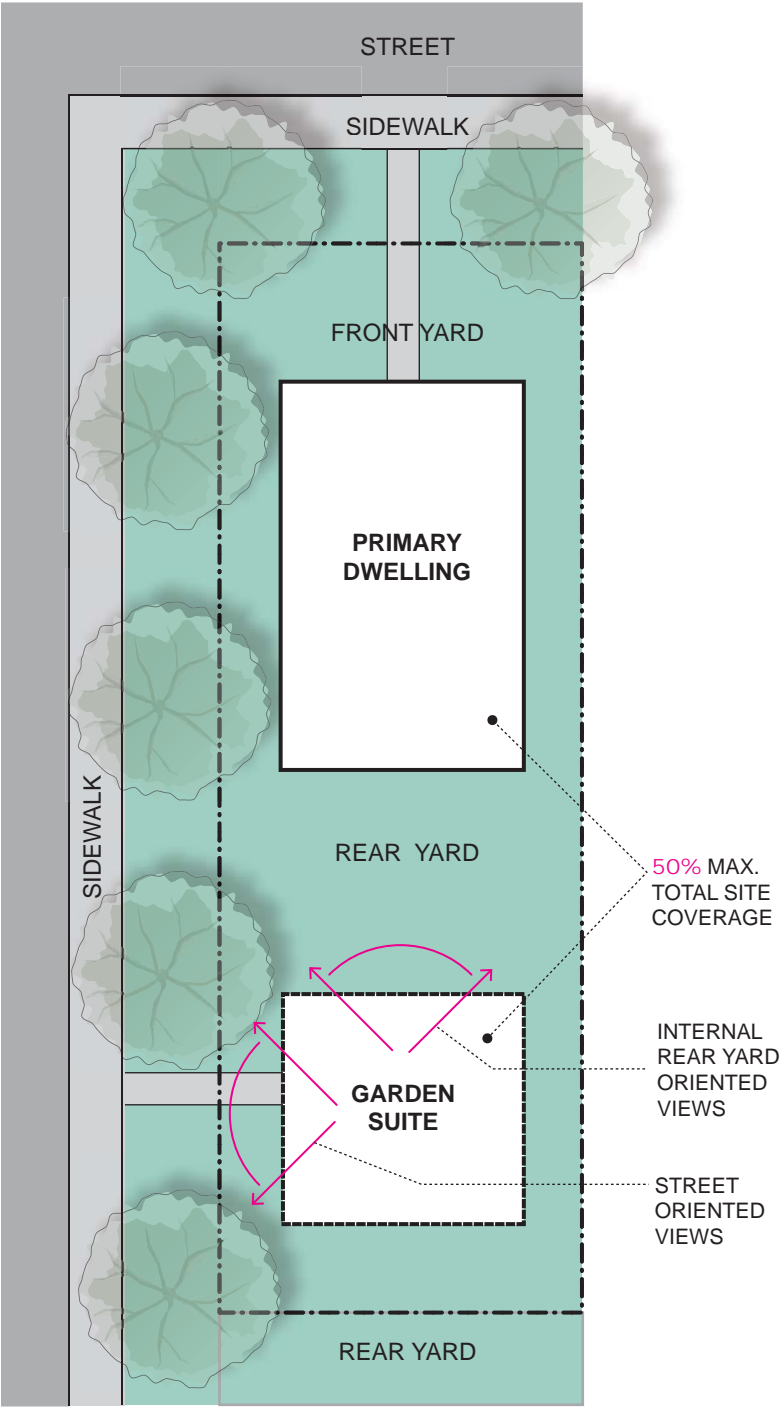 STREET
SIDEWALK
FRONT YARD
PRIMARY
DWELLING
SIDEWALK
REAR YARD
50% MAX.
TOTAL SITE
COVERAGE
INTERNAL
REAR YARD
ORIENTED
VIEWS
GARDEN
SUITE
STREET
ORIENTED
VIEWS
REAR YARD